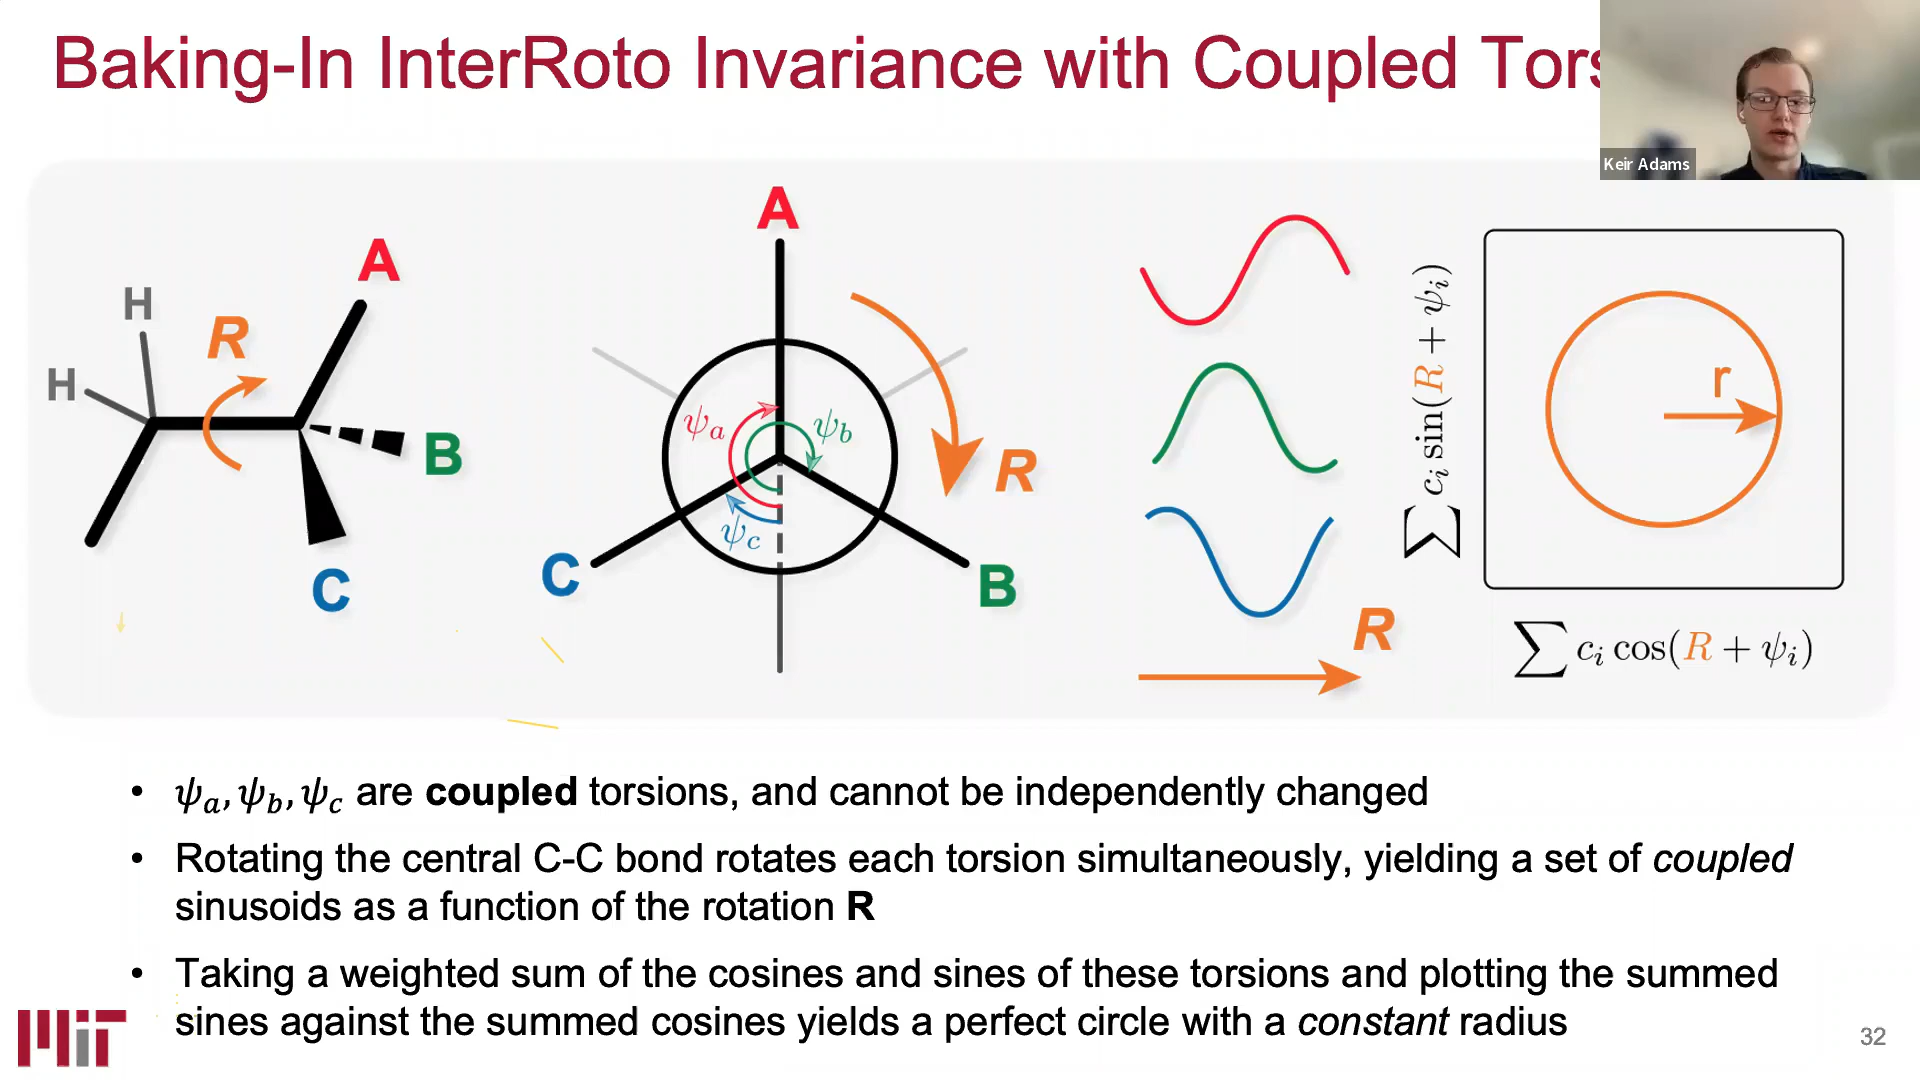 Baking-In InterRoto Invariance with Coupled Tors
Keir Adams
A
H
R
H
B
C
A
ψa
ψb
R
ψc
C
B
R
∑ ci sin(R + ψi)
r
∑ ci cos(R + ψi)
• ψa, ψb, ψc are coupled torsions, and cannot be independently changed
• Rotating the central C-C bond rotates each torsion simultaneously, yielding a set of coupled
sinusoids as a function of the rotation R
• Taking a weighted sum of the cosines and sines of these torsions and plotting the summed
sines against the summed cosines yields a perfect circle with a constant radius
MIT
32